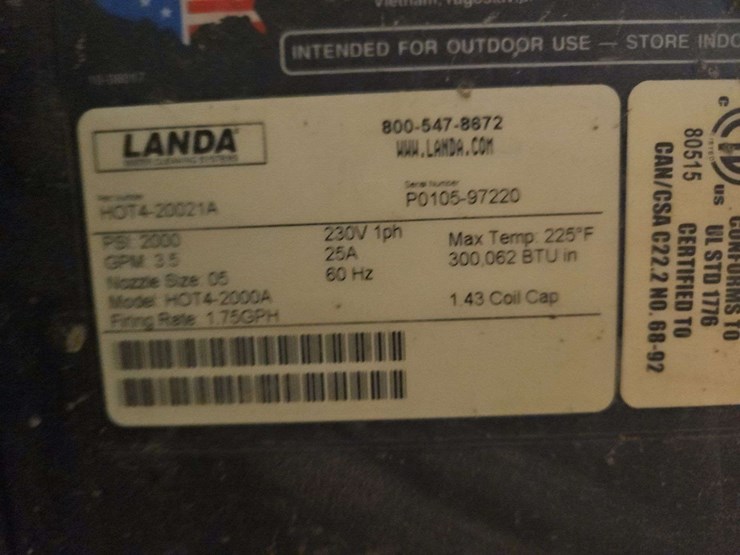 INTENDED FOR OUTDOOR USE — STORE INDO
LANDA
800-547-8672
WWW.LANDA.COM
Serial Number
HOT4-20021A
P0105-97220
PSI: 2000
230V 1ph
Max Temp: 225°F
GPM: 3.5
25A
300,062 BTU in
Nozzle Size: 05
60 Hz
Model: HOT4-2000A
1.43 Coil Cap
Firing Rate: 1.75GPH
c
us
80515
CONFORMS TO
UL STD 1776
CERTIFIED TO
CAN/CSA C22.2 NO. 68-92